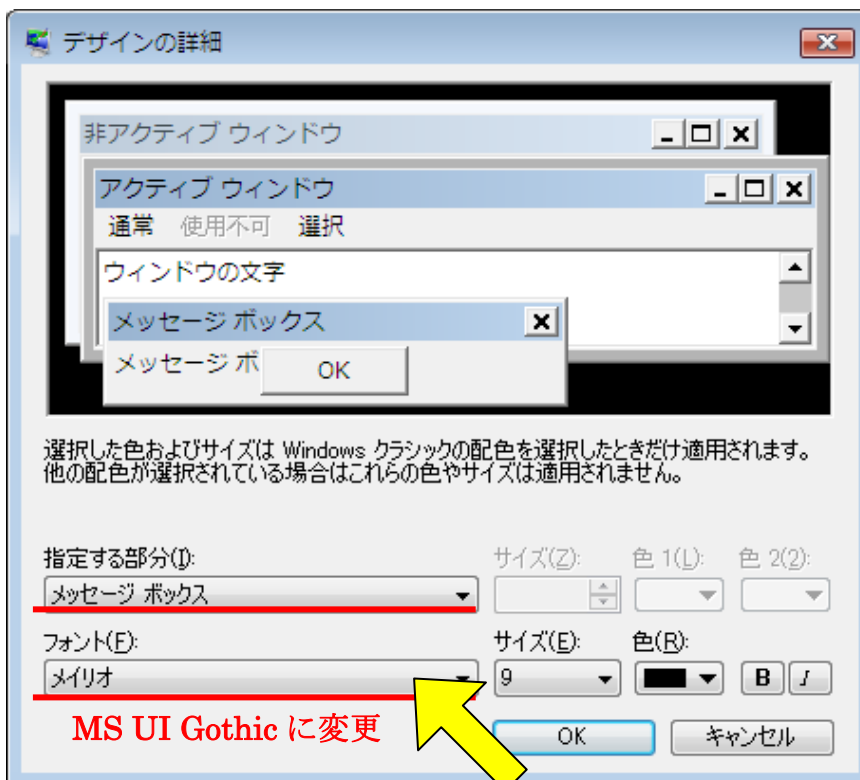 デザインの詳細
非アクティブ ウィンドウ
アクティブ ウィンドウ
通常 使用不可 選択
ウィンドウの文字
メッセージ ボックス
メッセージ ボ
OK
選択した色およびサイズは Windows クラシックの配色を選択したときだけ適用されます。
他の配色が選択されている場合はこれらの色やサイズは適用されません。
指定する部分(I): サイズ(Z): 色 1(L): 色 2(2):
メッセージ ボックス
フォント(F): サイズ(E): 色(R):
メイリオ 9 B I
MS UI Gothic に変更
OK キャンセル